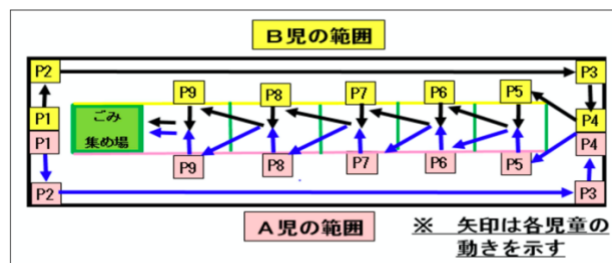 B児の範囲
P2 P3
P9 P8 P7 P6 P5
P1 ごみ P4
P1 集め場 P4
P9 P8 P7 P6 P5
P2 P3
A児の範囲
※ 矢印は各児童の
動きを示す